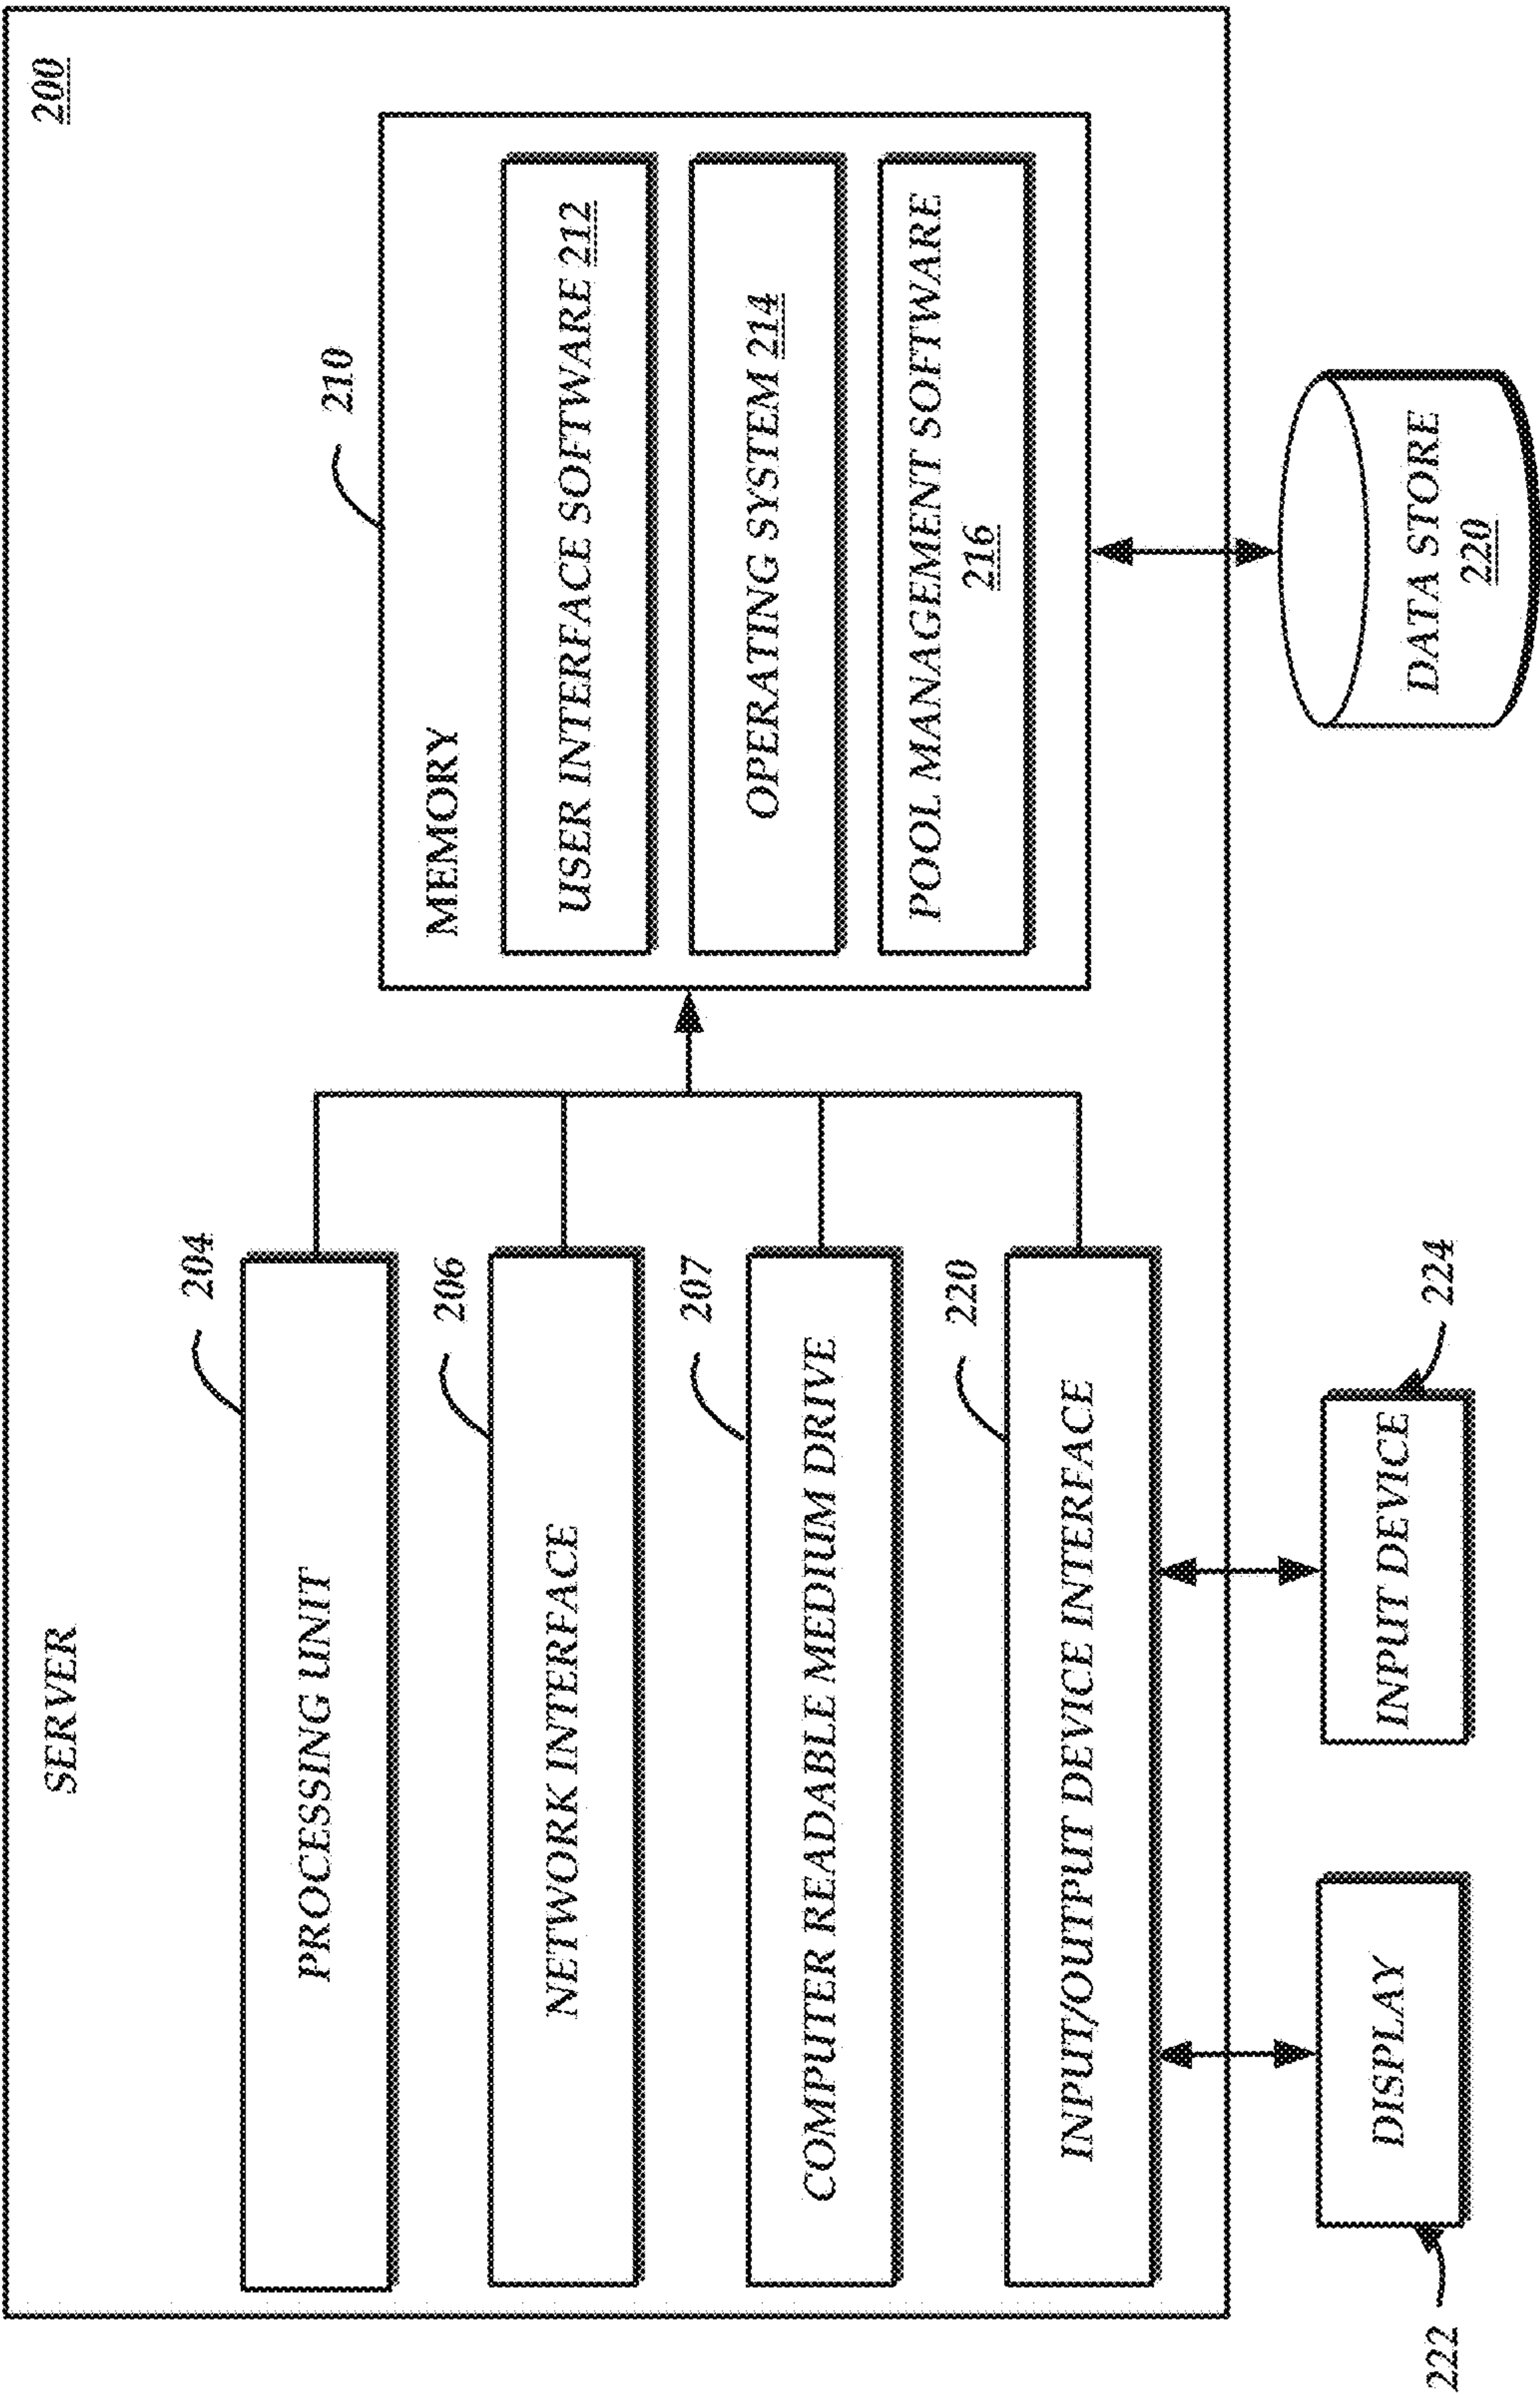 SERVER
200
204
PROCESSING UNIT
206
NETWORK INTERFACE
207
COMPUTER READABLE MEDIUM DRIVE
220
INPUT/OUTPUT DEVICE INTERFACE
210
MEMORY
USER INTERFACE SOFTWARE 212
OPERATING SYSTEM 214
POOL MANAGEMENT SOFTWARE
216
222
DISPLAY
INPUT DEVICE
224
DATA STORE
220